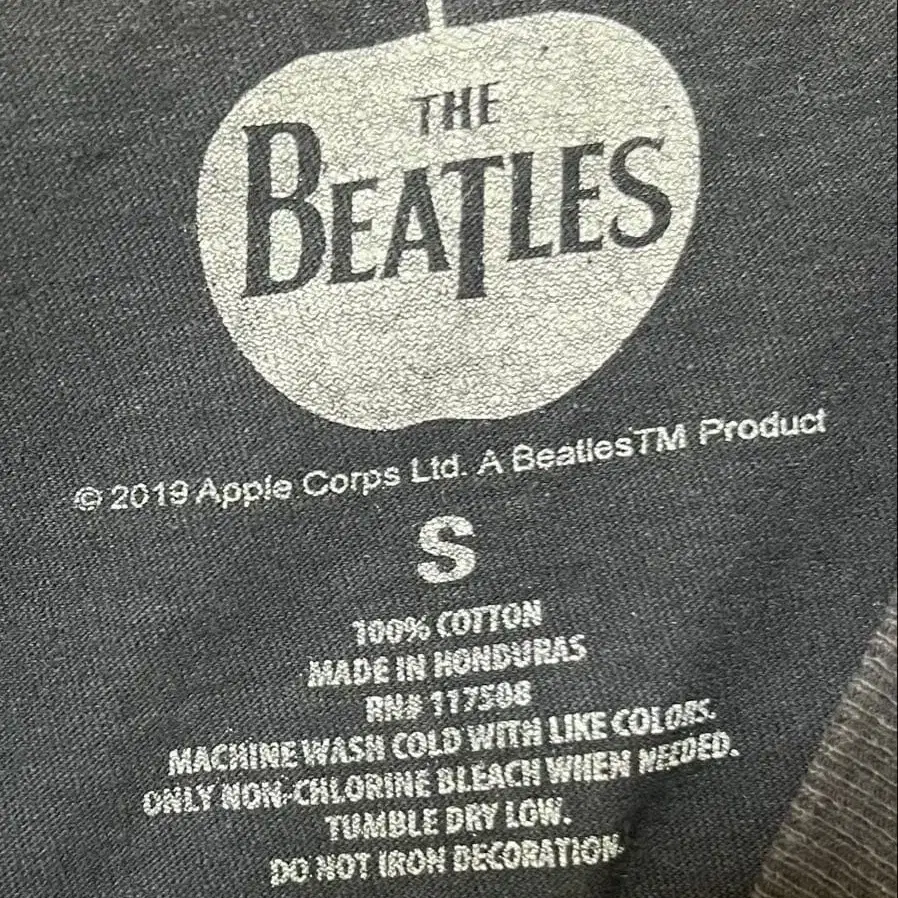 THE
BEATLES
© 2019 Apple Corps Ltd. A BeatlesTM Product
S
100% COTTON
MADE IN HONDURAS
RN# 117508
MACHINE WASH COLD WITH LIKE COLORS.
ONLY NON-CHLORINE BLEACH WHEN NEEDED.
TUMBLE DRY LOW.
DO NOT IRON DECORATION.